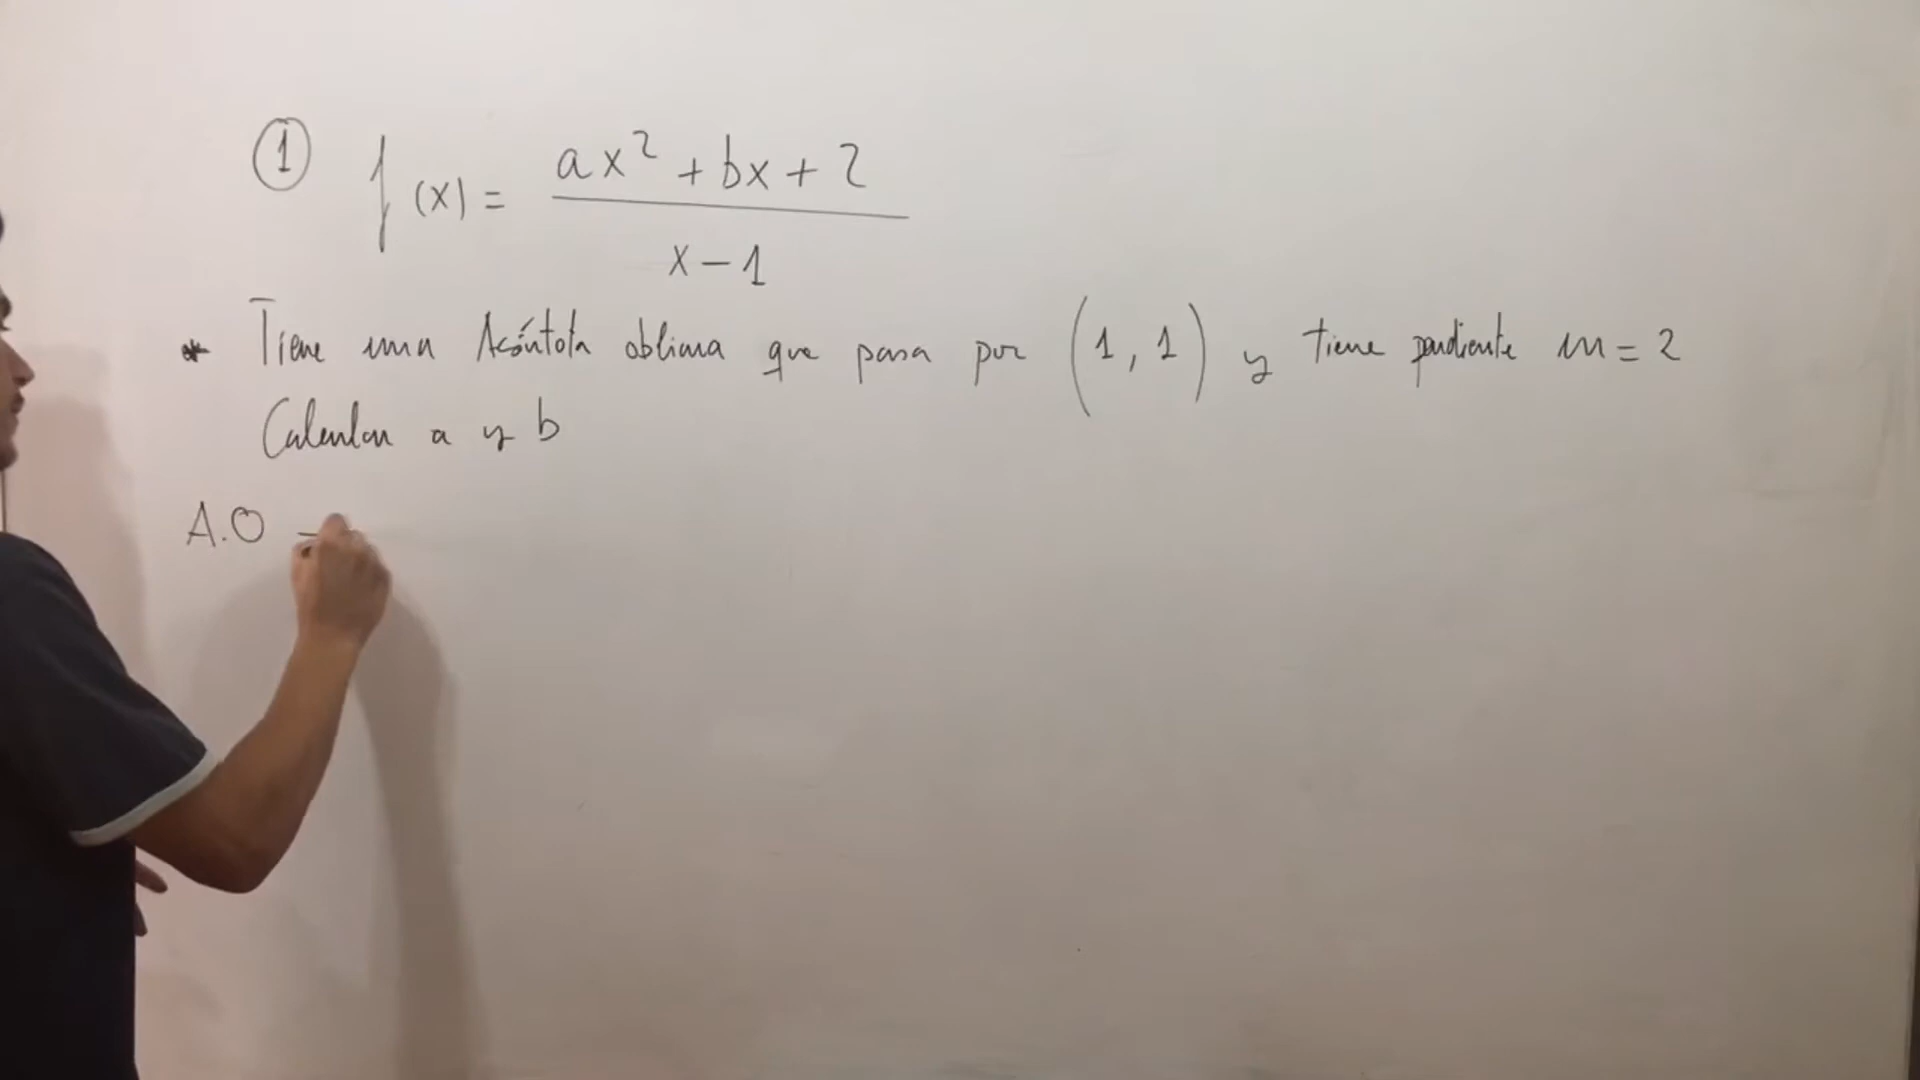 ① f(x) = ax² + bx + 2 / x - 1
* Tiene una Asíntota oblicua que pasa por (1, 1) y tiene pendiente m = 2
Calcular a y b
A.O